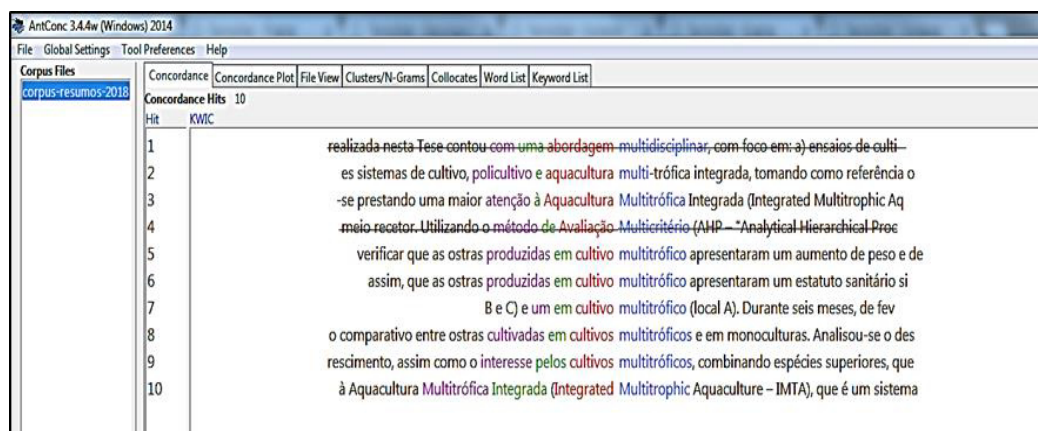 AntConc 3.4.4w (Windows) 2014
File Global Settings Tool Preferences Help
Corpus Files
corpus-resumos-2018
Concordance Concordance Plot File View Clusters/N-Grams Collocates Word List Keyword List
Concordance Hits 10
Hit KWIC
1 realizada nesta Tese contou com uma abordagem multidisciplinar, com foco em: a) ensaios de culti
2 es sistemas de cultivo, policultivo e aquacultura multi-trófica integrada, tomando como referência o
3 -se prestando uma maior atenção à Aquacultura Multitrófica Integrada (Integrated Multitrophic Aq
4 meio recetor. Utilizando o método de Avaliação Multicritério (AHP – "Analytical Hierarchical Proc
5 verificar que as ostras produzidas em cultivo multitrófico apresentaram um aumento de peso e de
6 assim, que as ostras produzidas em cultivo multitrófico apresentaram um estatuto sanitário si
7 B e C) e um em cultivo multitrófico (local A). Durante seis meses, de fev
8 o comparativo entre ostras cultivadas em cultivos multitróficos e em monoculturas. Analisou-se o des
9 rescimento, assim como o interesse pelos cultivos multitróficos, combinando espécies superiores, que
10 à Aquacultura Multitrófica Integrada (Integrated Multitrophic Aquaculture – IMTA), que é um sistema